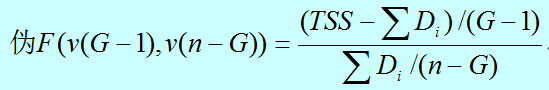 伪F(v(G−1),v(n−G)) = (TSS−∑D_i)/(G−1) / ∑D_i/(n−G)